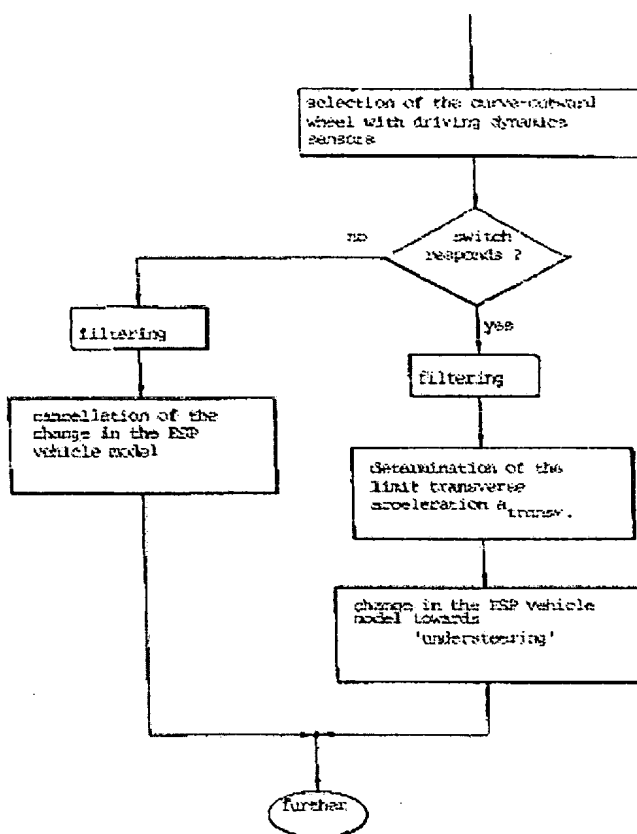 selection of the curve-outward
wheel with driving dynamics
sensors
no
switch
responds ?
yes
filtering
filtering
cancellation of the
change in the ESP
vehicle model
determination of the
limit transverse
acceleration a transv.
change in the ESP vehicle
model towards
'understeering'
further